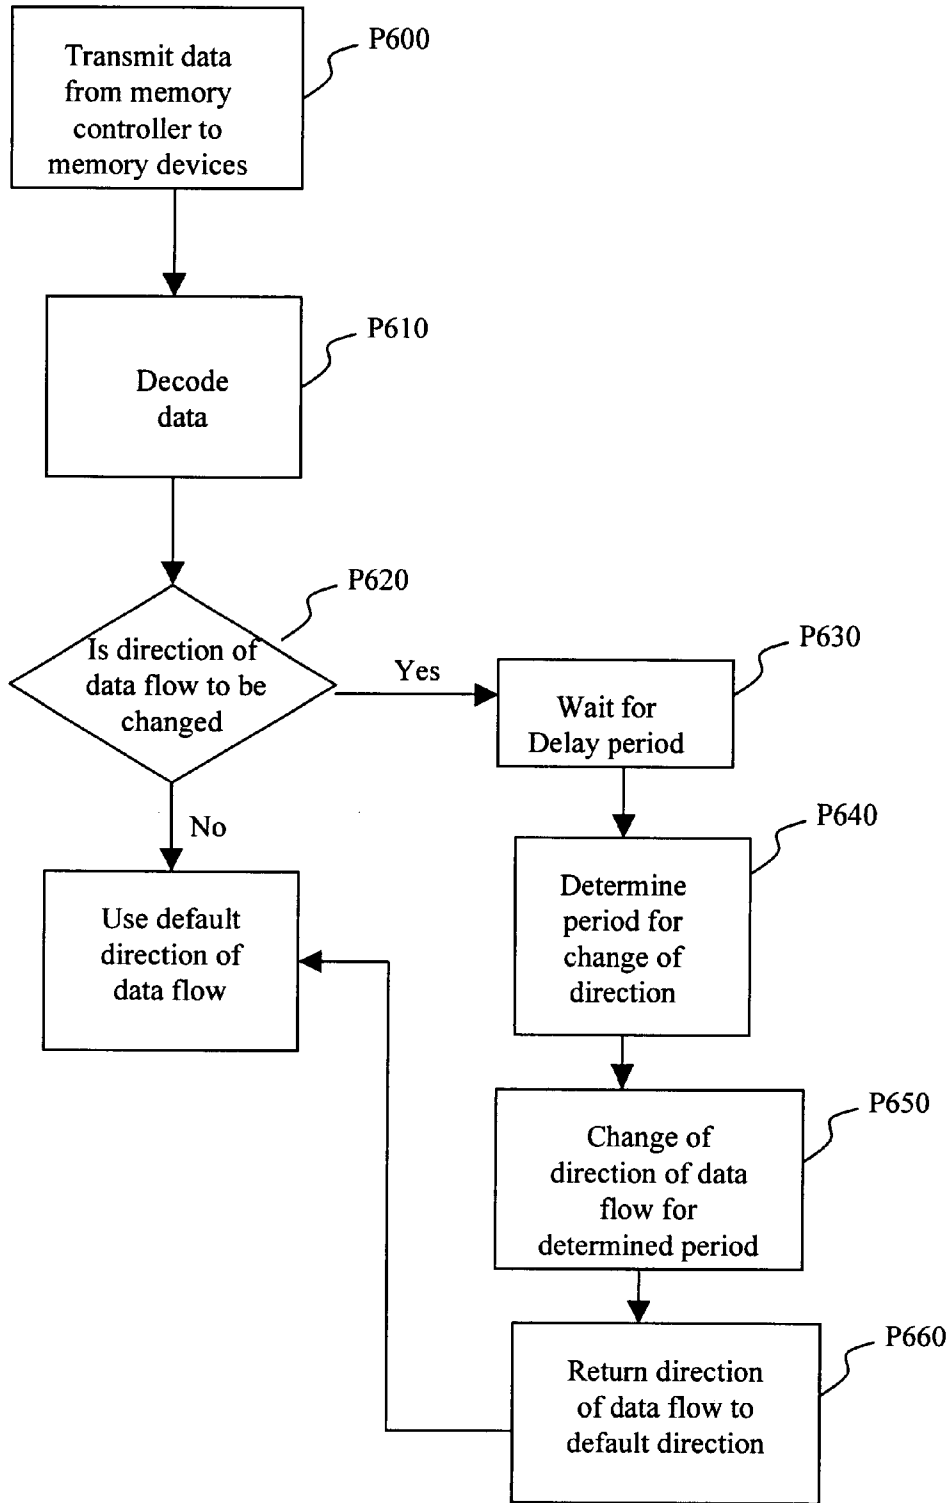 Transmit data
from memory
controller to
memory devices
P600
Decode
data
P610
Is direction of
data flow to be
changed
P620
Yes
No
Wait for
Delay period
P630
Use default
direction of
data flow
Determine
period for
change of
direction
P640
Change of
direction of data
flow for
determined period
P650
Return direction
of data flow to
default direction
P660